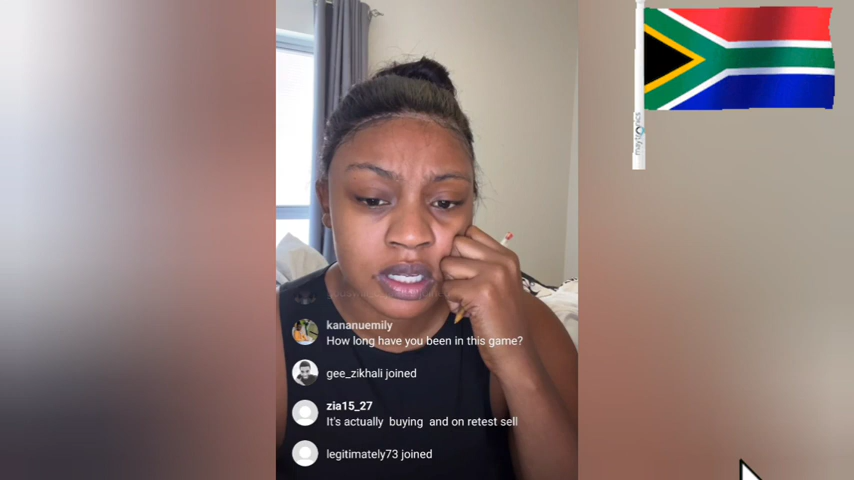 maytronics
kananuemily
How long have you been in this game?
gee_zikhali joined
zia15_27
It's actually buying and on retest sell
legitimately73 joined